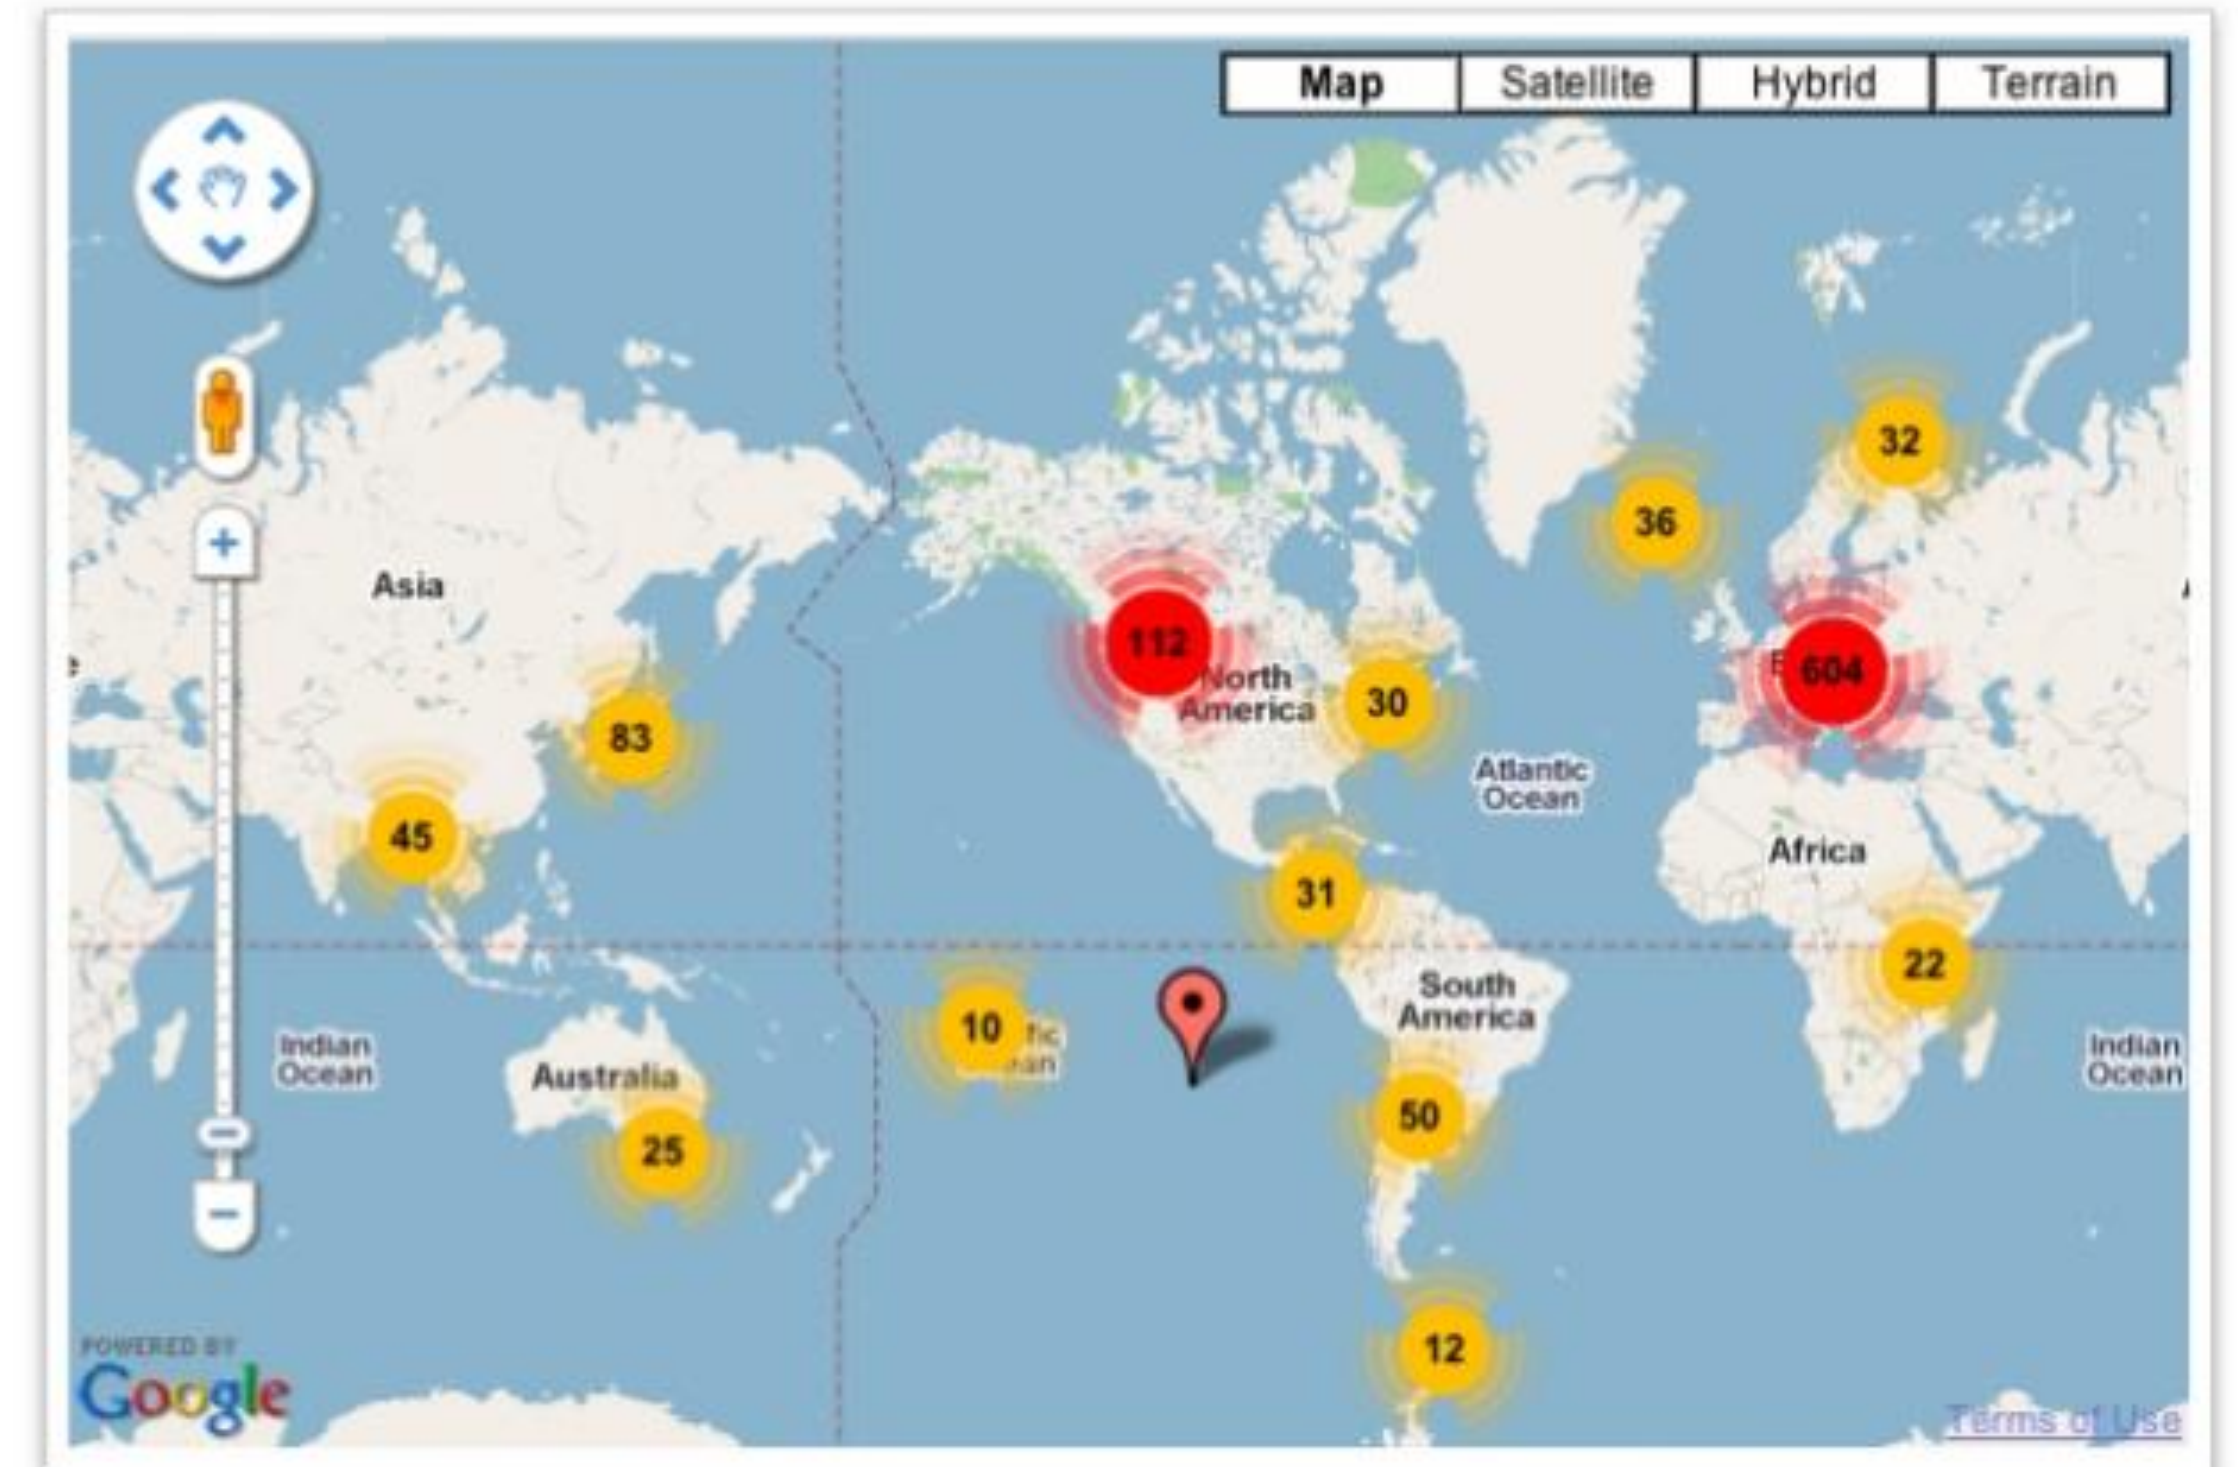 Map
Satellite
Hybrid
Terrain
32
36
Asia
112
604
North
America
30
83
Atlantic
Ocean
45
Africa
31
22
South
America
10
fic
Indian
Ocean
Australia
Indian
Ocean
50
25
12
POWERED BY
Google
Terms of Use